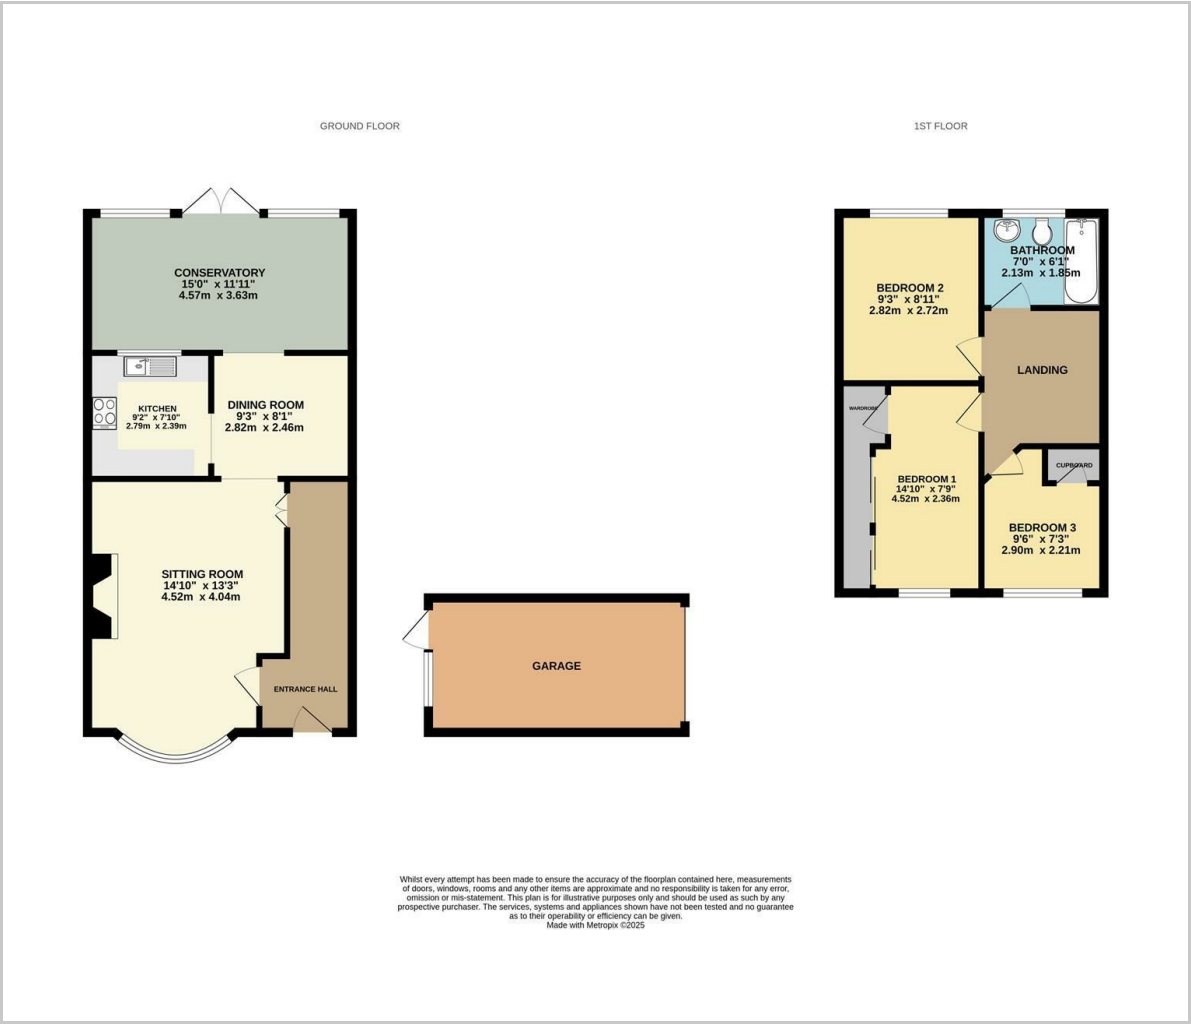 GROUND FLOOR
1ST FLOOR
CONSERVATORY
15'0" x 11'11"
4.57m x 3.63m
KITCHEN
9'2" x 7'10"
2.79m x 2.39m
DINING ROOM
9'3" x 8'1"
2.82m x 2.46m
SITTING ROOM
14'10" x 13'3"
4.52m x 4.04m
ENTRANCE HALL
GARAGE
BEDROOM 2
9'3" x 8'11"
2.82m x 2.72m
BATHROOM
7'0" x 6'1"
2.13m x 1.85m
LANDING
WARDROBE
BEDROOM 1
14'10" x 7'9"
4.52m x 2.36m
CUPBOARD
BEDROOM 3
9'6" x 7'3"
2.90m x 2.21m
Whilst every attempt has been made to ensure the accuracy of the floorplan contained here, measurements
of doors, windows, rooms and any other items are approximate and no responsibility is taken for any error,
omission or mis-statement. This plan is for illustrative purposes only and should be used as such by any
prospective purchaser. The services, systems and appliances shown have not been tested and no guarantee
as to their operability or efficiency can be given.
Made with Metropix ©2025